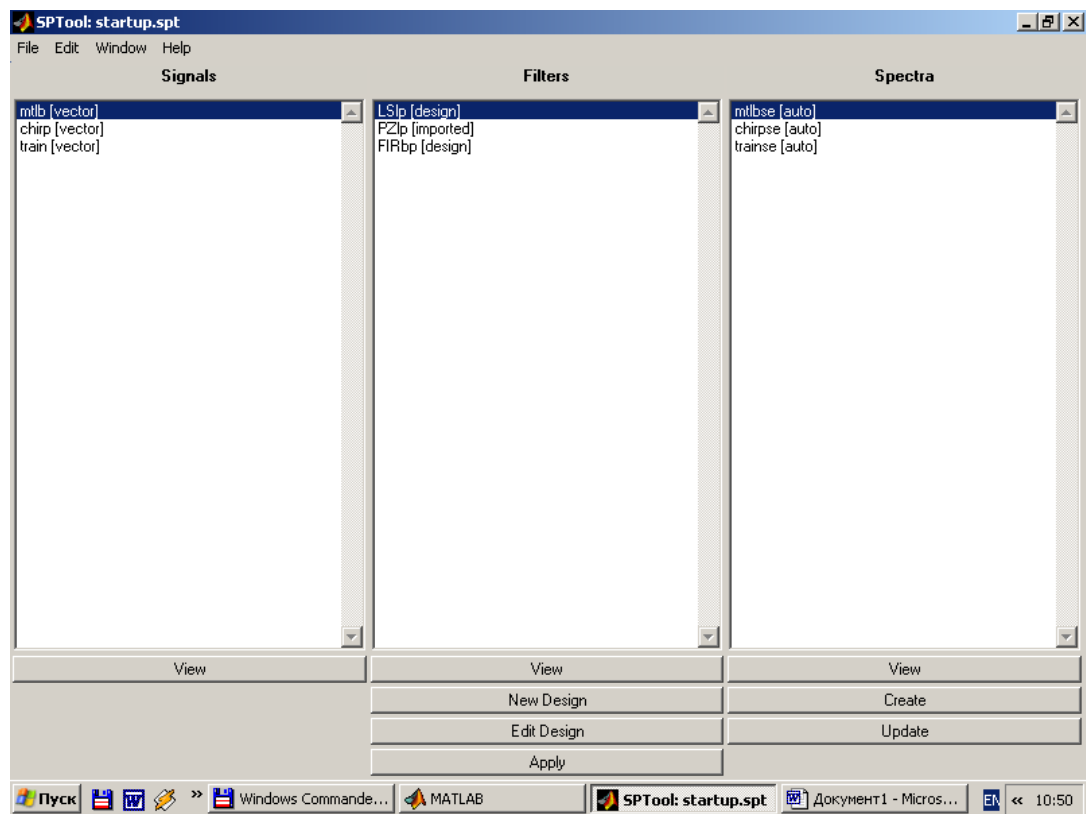 SPTool: startup.spt
File Edit Window Help
Signals Filters Spectra
mtlb [vector] LSlp [design] mtlbse [auto]
chirp [vector] PZlp [imported] chirpse [auto]
train [vector] FIRbp [design] trainse [auto]
View View View
New Design Create
Edit Design Update
Apply
Пуск » Windows Commande... MATLAB SPTool: startup.spt Документ1 - Micros... EN « 10:50